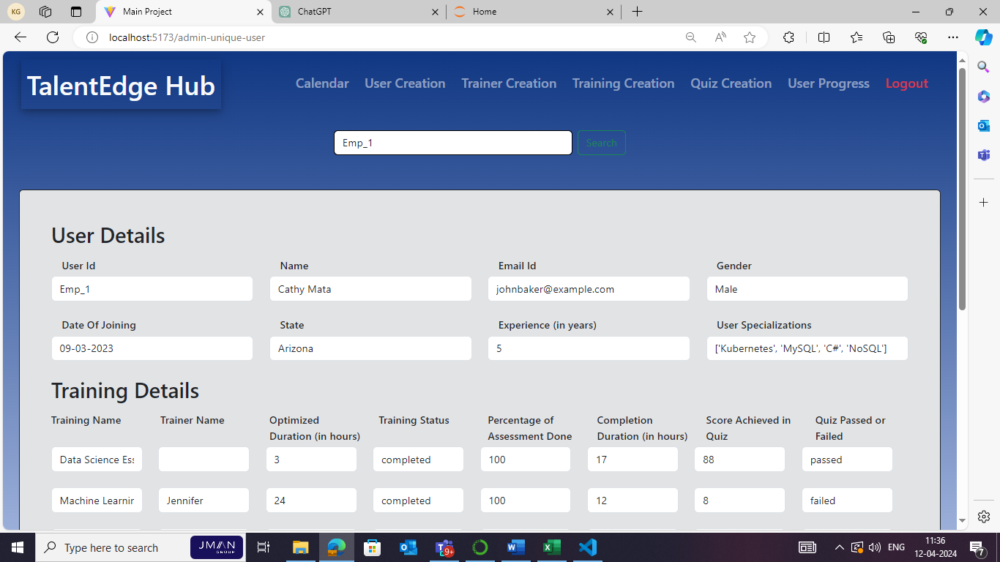 KG
Main Project
ChatGPT
Home
localhost:5173/admin-unique-user
TalentEdge Hub
Calendar
User Creation
Trainer Creation
Training Creation
Quiz Creation
User Progress
Logout
Emp_1
Search
User Details
User Id
Name
Email Id
Gender
Emp_1
Cathy Mata
johnbaker@example.com
Male
Date Of Joining
State
Experience (in years)
User Specializations
09-03-2023
Arizona
5
['Kubernetes', 'MySQL', 'C#', 'NoSQL']
Training Details
Training Name
Trainer Name
Optimized
Duration (in hours)
Training Status
Percentage of
Assessment Done
Completion
Duration (in hours)
Score Achieved in
Quiz
Quiz Passed or
Failed
Data Science Ess
3
completed
100
17
88
passed
Machine Learnin
Jennifer
24
completed
100
12
8
failed
Type here to search
JMAN
GROUP
9+
ENG
11:36
12-04-2024
7